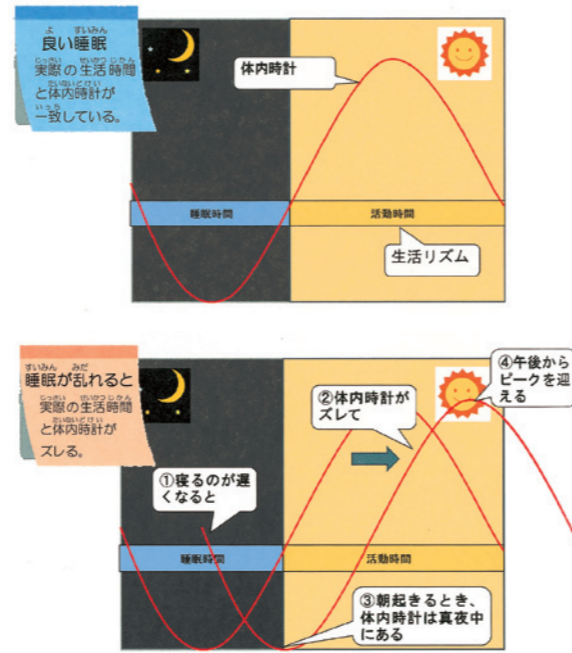 良い睡眠
実際の生活時間
と体内時計が
一致している。
体内時計
睡眠時間
活動時間
生活リズム
睡眠が乱れると
実際の生活時間
と体内時計が
ズレる。
①寝るのが遅
くなると
②体内時計が
ズレて
④午後から
ピークを迎
える
睡眠時間
活動時間
③朝起きるとき、
体内時計は真夜中
にある